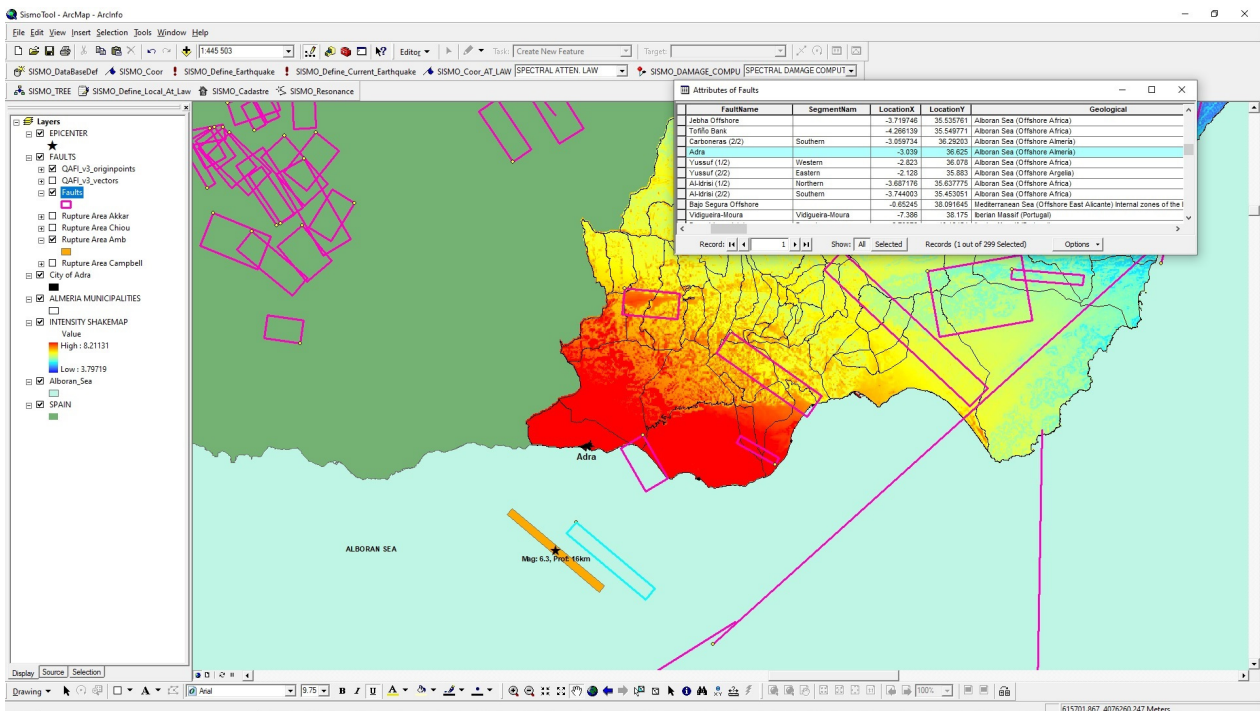 SismoTool - ArcMap - ArcInfo
File Edit View Insert Selection Tools Window Help
1:445 503 Editor Task: Create New Feature Target:
SISMO_DataBaseDef SISMO_Coor SISMO_Define_Earthquake SISMO_Define_Current_Earthquake SISMO_Coor_AT_LAW SPECTRAL ATTEN. LAW SISMO_DAMAGE_COMPU SPECTRAL DAMAGE COMPUT
SISMO_TREE SISMO_Define_Local_At_Law SISMO_Cadastre SISMO_Resonance
Layers
EPICENTER
FAULTS
QAFI_v3_originpoints
QAFI_v3_vectors
Faults
Rupture Area Akkar
Rupture Area Chiou
Rupture Area Amb
Rupture Area Campbell
City of Adra
ALMERIA MUNICIPALITIES
INTENSITY SHAKEMAP
Value
High : 8.21131
Low : 3.79719
Alboran_Sea
SPAIN
Attributes of Faults
FaultName SegmentNam LocationX LocationY Geological
Jebha Offshore -3.719746 35.535761 Alboran Sea (Offshore Africa)
Tofiño Bank -4.266139 35.549771 Alboran Sea (Offshore Africa)
Carboneras (2/2) Southern -3.059734 36.29203 Alboran Sea (Offshore Almeria)
Adra -3.039 36.625 Alboran Sea (Offshore Almeria)
Yussuf (1/2) Western -2.823 36.078 Alboran Sea (Offshore Africa)
Yussuf (2/2) Eastern -2.128 35.883 Alboran Sea (Offshore Argelia)
Al-Idrisi (1/2) Northern -3.687176 35.637775 Alboran Sea (Offshore Africa)
Al-Idrisi (2/2) Southern -3.744003 35.453051 Alboran Sea (Offshore Africa)
Bajo Segura Offshore -0.65245 38.091645 Mediterranean Sea (Offshore East Alicante) Internal zones of the
Vidigueira-Moura Vidigueira-Moura -7.386 38.175 Iberian Massif (Portugal)
Record: 1 Show: All Selected Records (1 out of 299 Selected) Options
Adra
ALBORAN SEA
Mag: 6.3, Prof: 16km
Display Source Selection
Drawing A Arial 9.75 B I U A 100%
615701.867 4076260.247 Meters